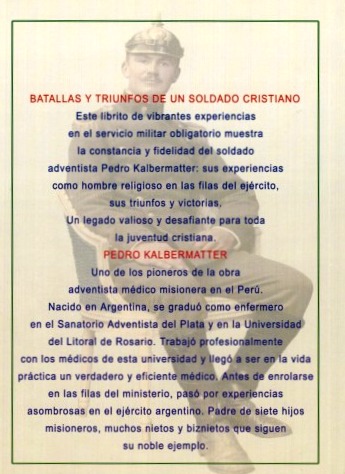 BATALLAS Y TRIUNFOS DE UN SOLDADO CRISTIANO
Este librito de vibrantes experiencias
en el servicio militar obligatorio muestra
la constancia y fidelidad del soldado
adventista Pedro Kalbermatter: sus experiencias
como hombre religioso en las filas del ejército,
sus triunfos y victorias.
Un legado valioso y desafiante para toda
la juventud cristiana.
PEDRO KALBERMATTER
Uno de los pioneros de la obra
adventista médico misionera en el Perú.
Nacido en Argentina, se graduó como enfermero
en el Sanatorio Adventista del Plata y en la Universidad
del Litoral de Rosario. Trabajó profesionalmente
con los médicos de esta universidad y llegó a ser en la vida
práctica un verdadero y eficiente médico. Antes de enrolarse
en las filas del ministerio, pasó por experiencias
asombrosas en el ejército argentino. Padre de siete hijos
misioneros, muchos nietos y biznietos que siguen
su noble ejemplo.